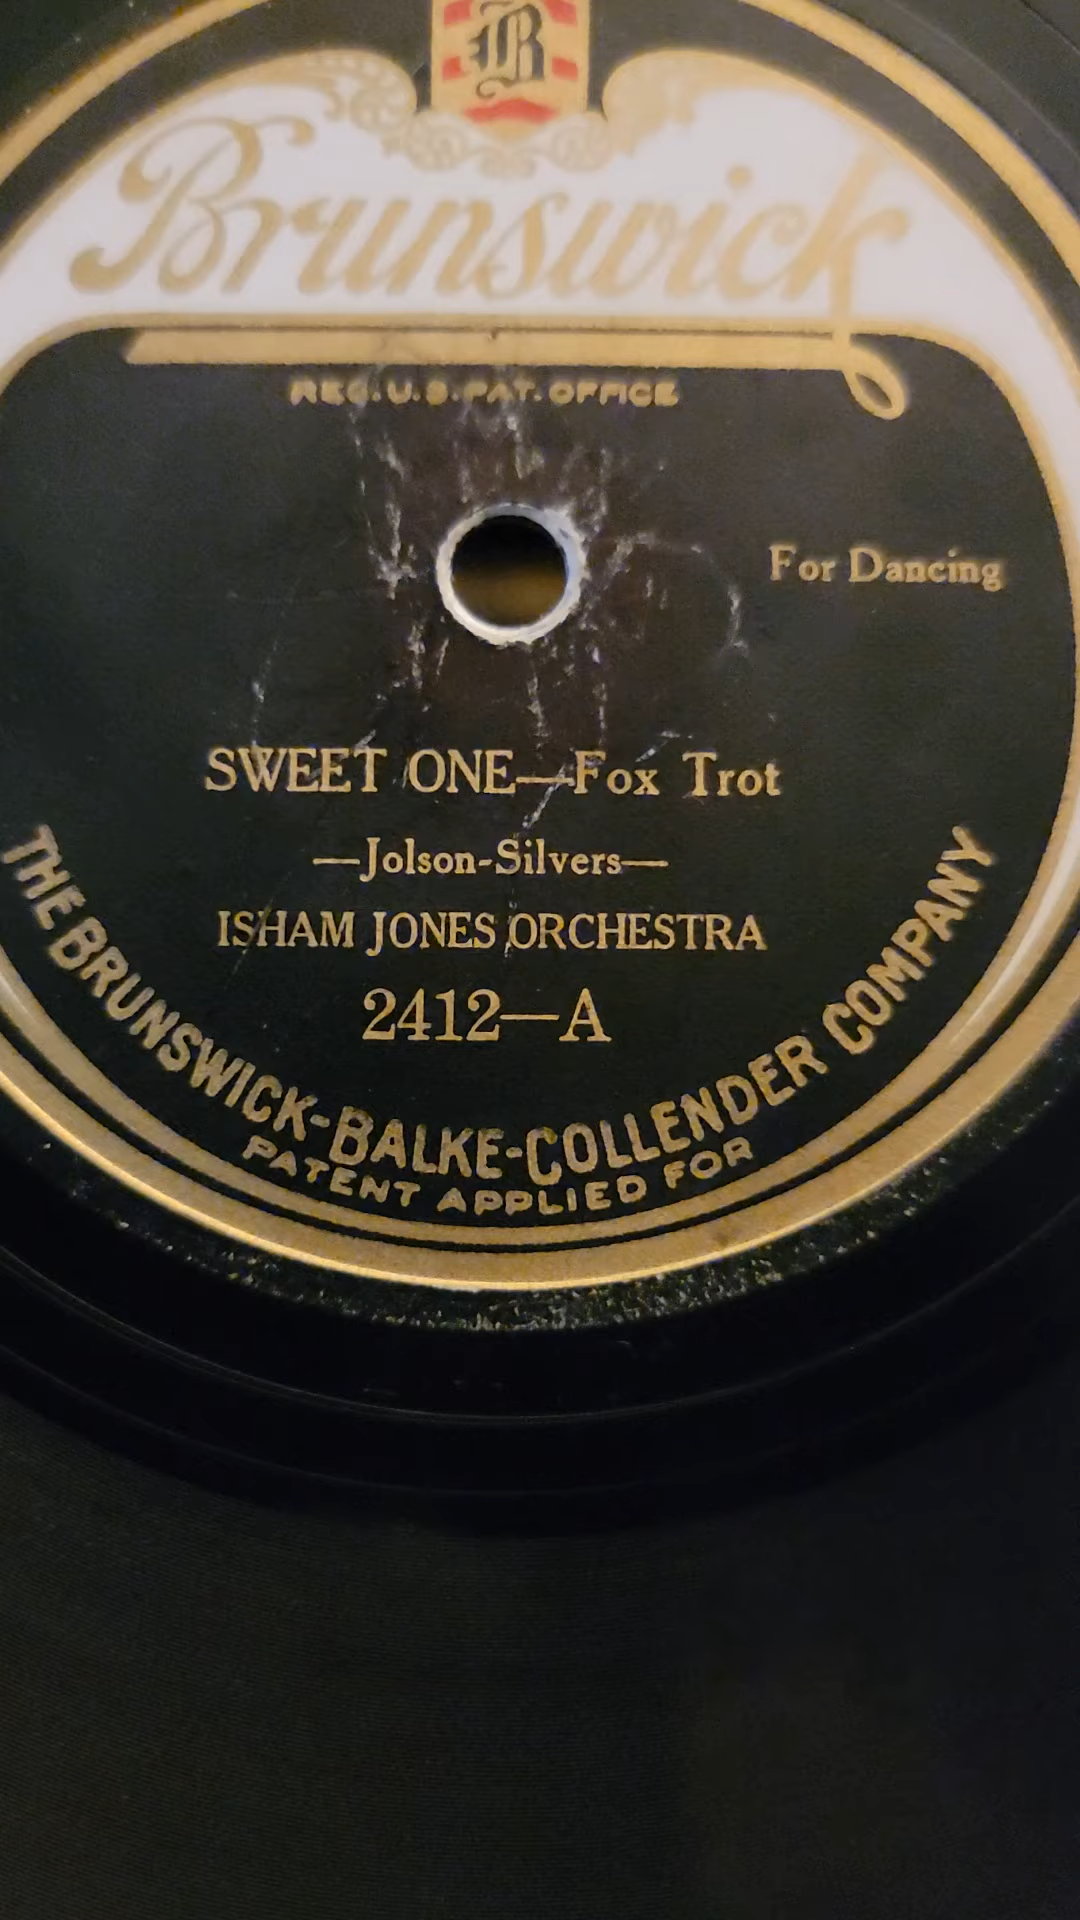 B
Brunswick
REG. U.S. PAT. OFFICE
For Dancing
SWEET ONE—Fox Trot
—Jolson-Silvers—
ISHAM JONES ORCHESTRA
2412—A
THE BRUNSWICK-BALKE-COLLENDER COMPANY
PATENT APPLIED FOR